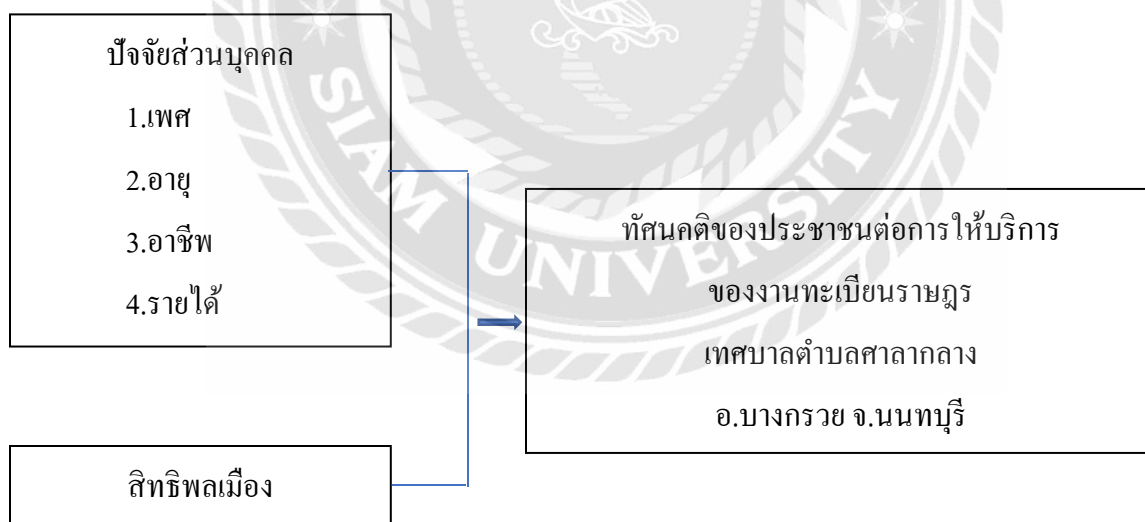 ปัจจัยส่วนบุคคล
1.เพศ
2.อายุ
3.อาชีพ
4.รายได้
ทัศนคติของประชาชนต่อการให้บริการ
ของงานทะเบียนราษฎร
เทศบาลตำบลศาลากลาง
อ.บางกรวย จ.นนทบุรี
สิทธิพลเมือง
SIAM UNIVERSITY